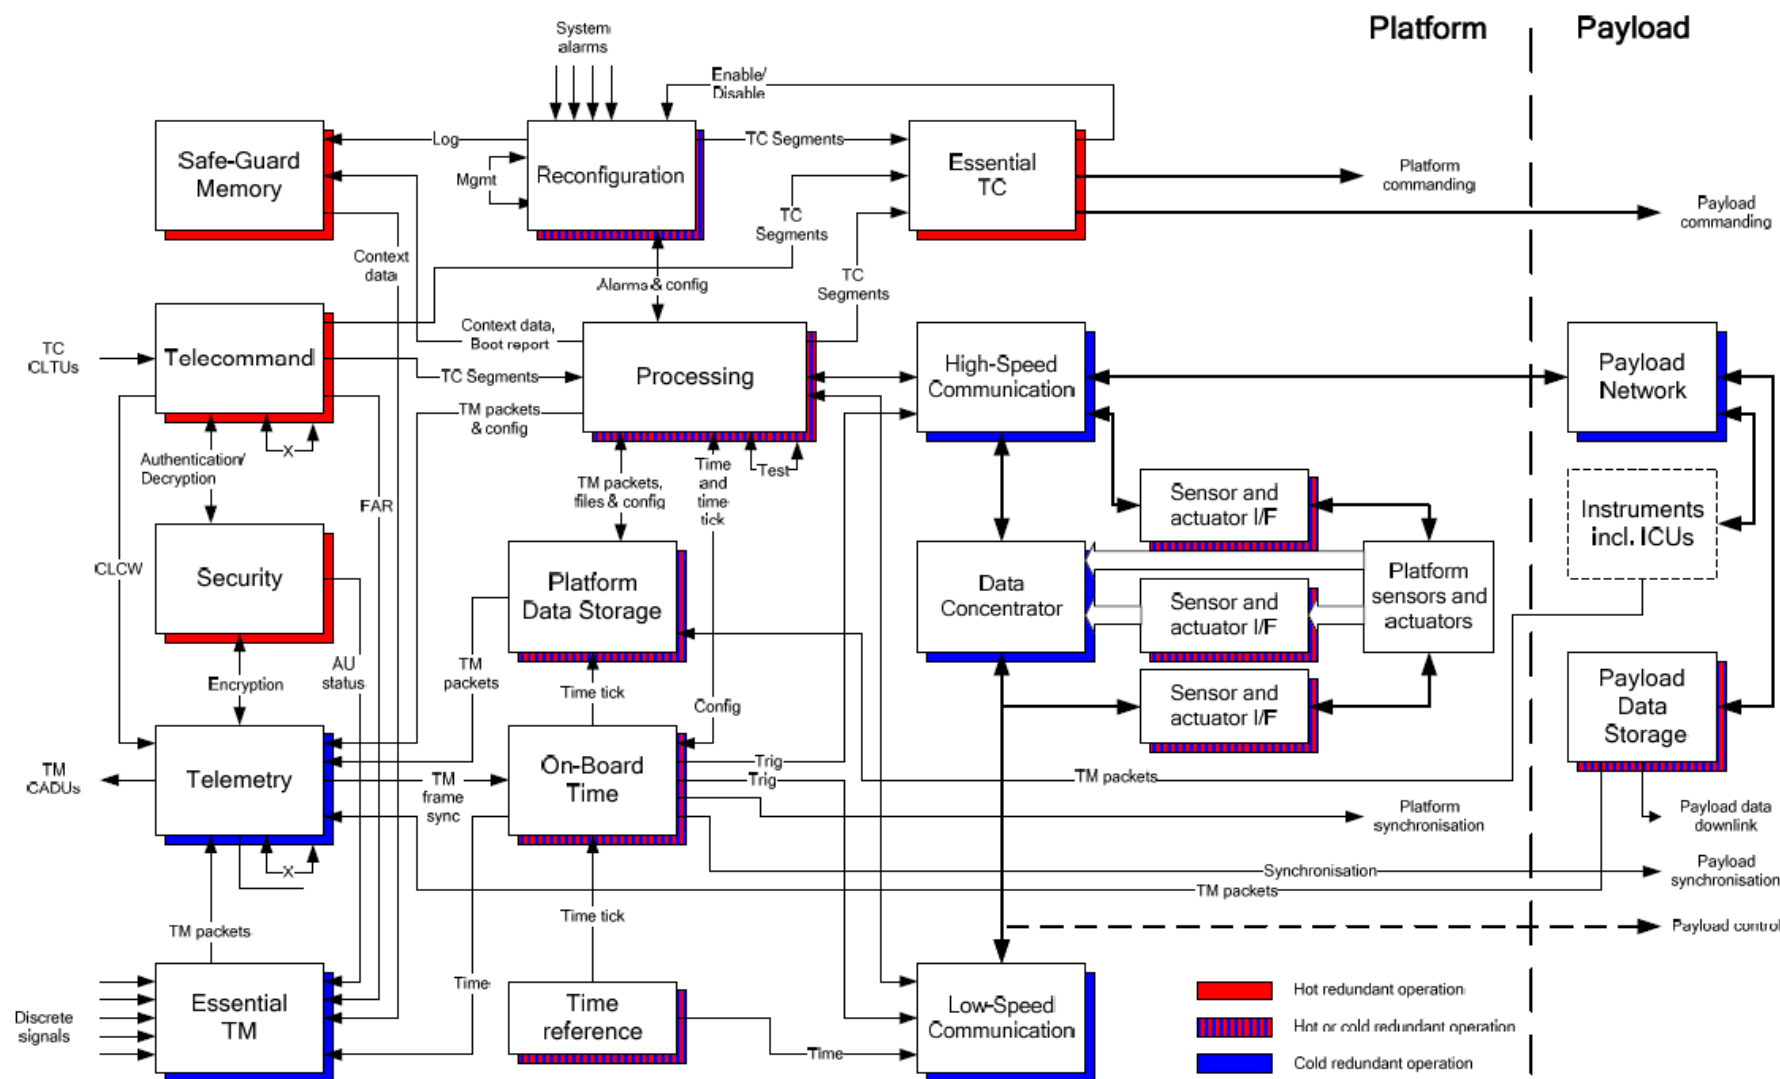 System
alarms
Platform
Payload
Enable/
Disable
Safe-Guard
Memory
Log
Mgmt
Reconfiguration
TC Segments
Essential
TC
Platform
commanding
Payload
commanding
Context
data
TC
Segments
TC
Segments
Alarms & config
TC
CLTUs
Telecommand
Context data,
Boot report
TC Segments
Processing
High-Speed
Communication
Payload
Network
TM packets
& config
X
Authentication/
Decryption
FAR
TM packets,
files & config
Time
and
time
tick
Test
Sensor and
actuator I/F
Instruments
incl. ICUs
CLCW
Security
Platform
Data Storage
Data
Concentrator
Sensor and
actuator I/F
Platform
sensors and
actuators
AU
status
TM
packets
Encryption
Time tick
Config
Sensor and
actuator I/F
Payload
Data
Storage
TM
CADUs
Telemetry
TM
frame
sync
On-Board
Time
Trig
Trig
TM packets
Platform
synchronisation
Payload data
downlink
X
Synchronisation
Payload
synchronisation
TM packets
TM packets
Time tick
Payload control
Discrete
signals
Essential
TM
Time
Time
reference
Time
Low-Speed
Communication
Hot redundant operation
Hot or cold redundant operation
Cold redundant operation